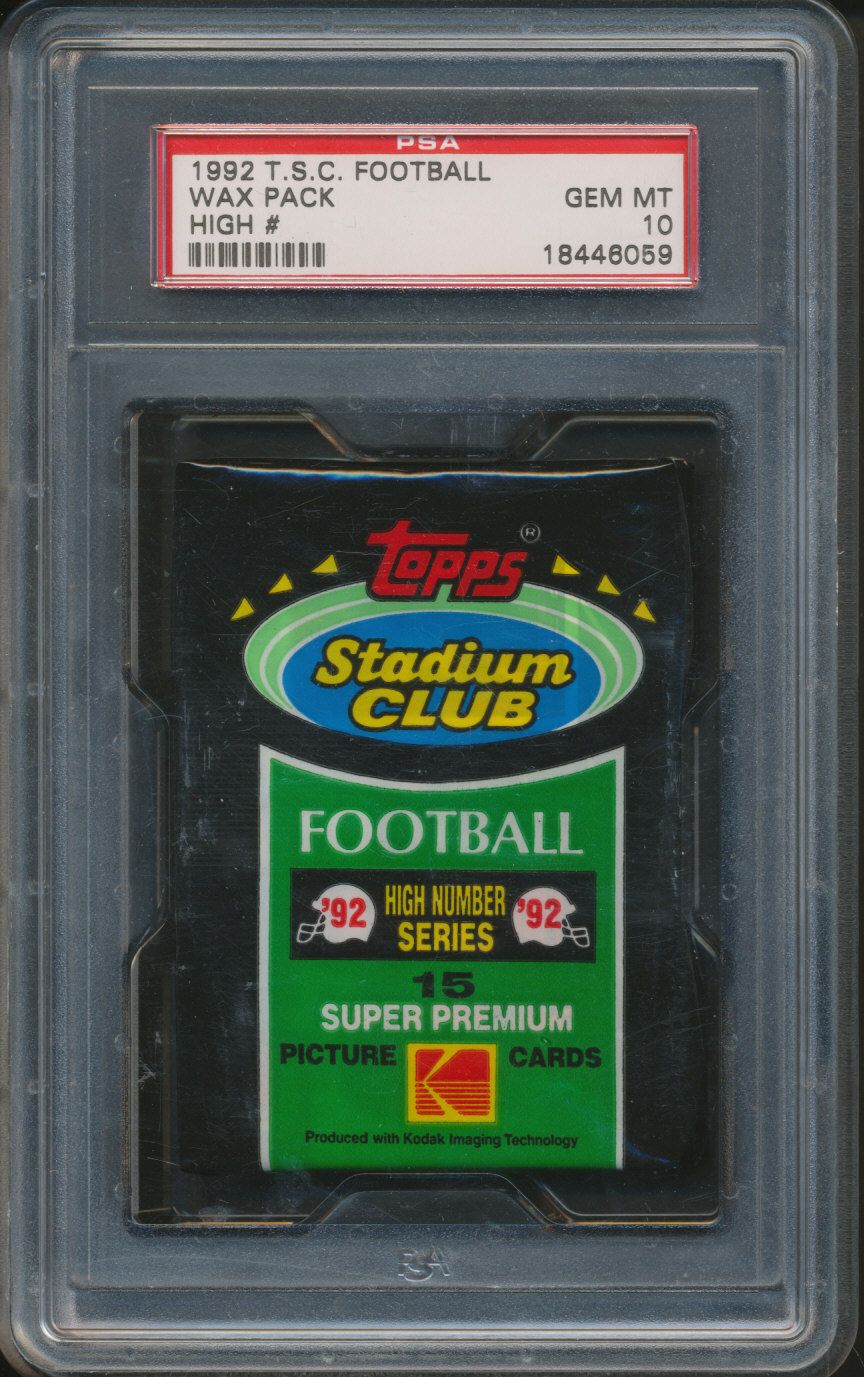 PSA
1992 T.S.C. FOOTBALL
WAX PACK GEM MT
HIGH # 10
18446059
Topps ®
Stadium
CLUB
FOOTBALL
'92 HIGH NUMBER '92
SERIES
15
SUPER PREMIUM
PICTURE CARDS
Produced with Kodak Imaging Technology
PSA